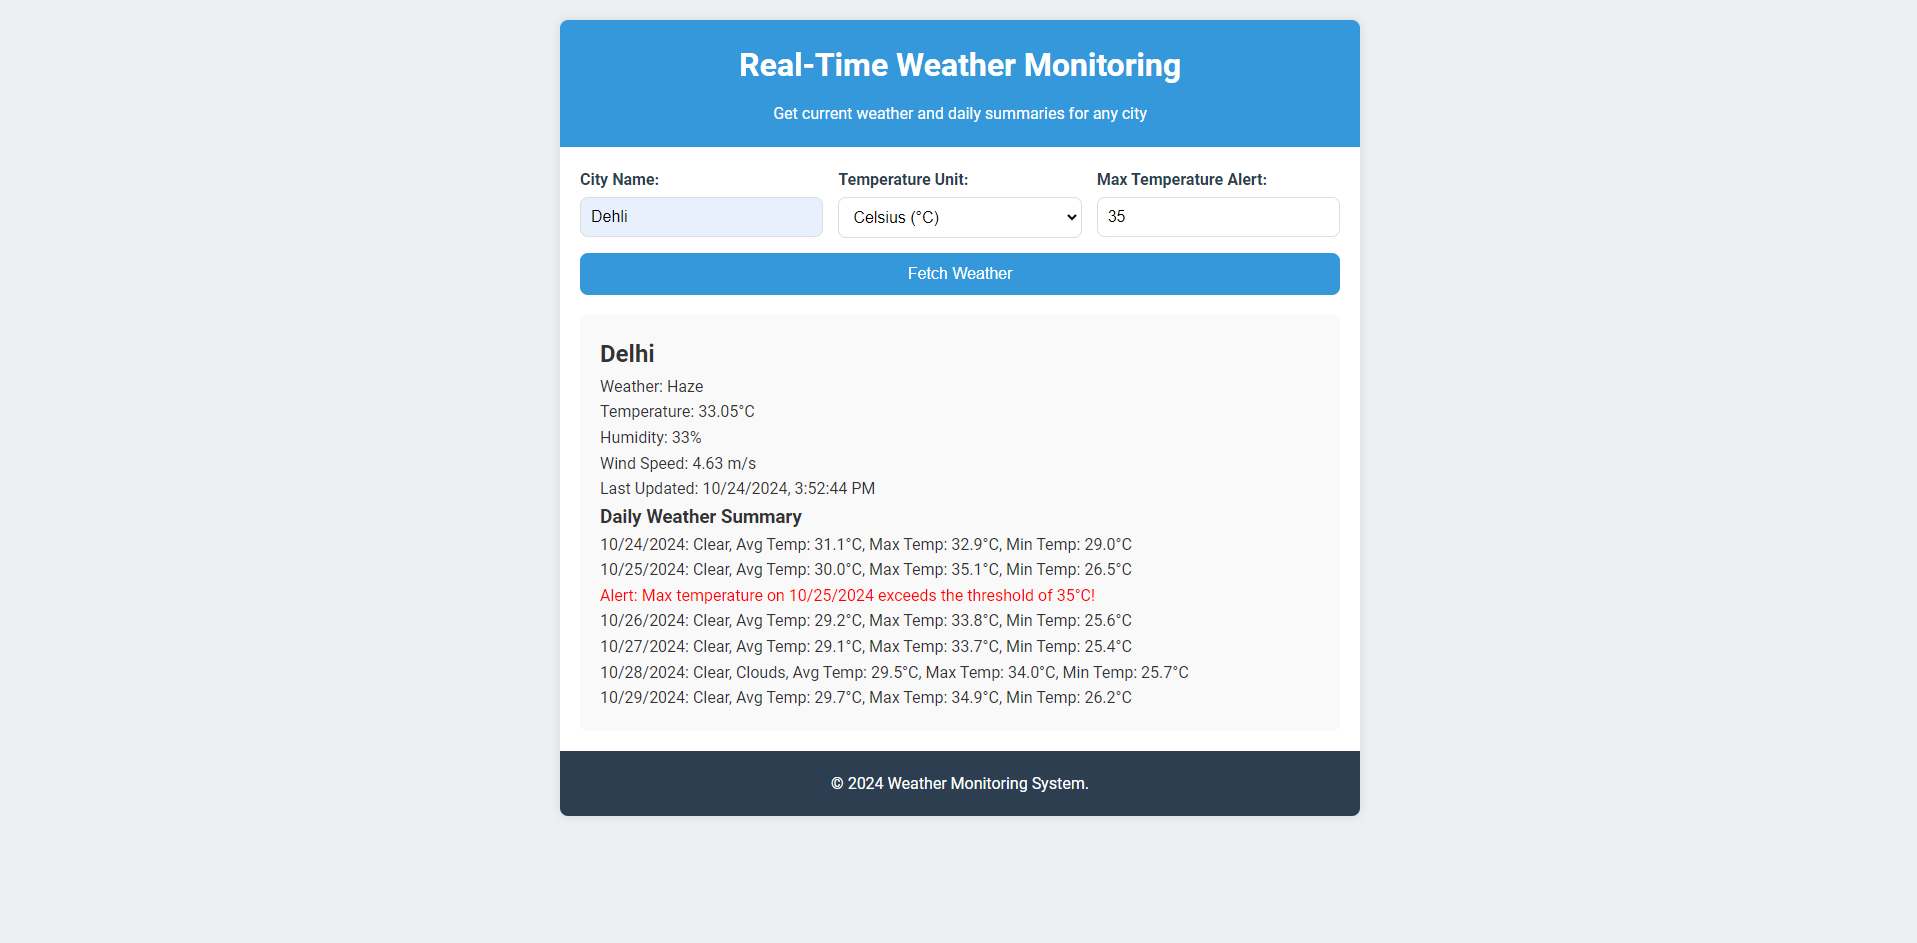 Real-Time Weather Monitoring
Get current weather and daily summaries for any city
City Name: Temperature Unit: Max Temperature Alert:
Dehli Celsius (°C) 35
Fetch Weather
Delhi
Weather: Haze
Temperature: 33.05°C
Humidity: 33%
Wind Speed: 4.63 m/s
Last Updated: 10/24/2024, 3:52:44 PM
Daily Weather Summary
10/24/2024: Clear, Avg Temp: 31.1°C, Max Temp: 32.9°C, Min Temp: 29.0°C
10/25/2024: Clear, Avg Temp: 30.0°C, Max Temp: 35.1°C, Min Temp: 26.5°C
Alert: Max temperature on 10/25/2024 exceeds the threshold of 35°C!
10/26/2024: Clear, Avg Temp: 29.2°C, Max Temp: 33.8°C, Min Temp: 25.6°C
10/27/2024: Clear, Avg Temp: 29.1°C, Max Temp: 33.7°C, Min Temp: 25.4°C
10/28/2024: Clear, Clouds, Avg Temp: 29.5°C, Max Temp: 34.0°C, Min Temp: 25.7°C
10/29/2024: Clear, Avg Temp: 29.7°C, Max Temp: 34.9°C, Min Temp: 26.2°C
© 2024 Weather Monitoring System.